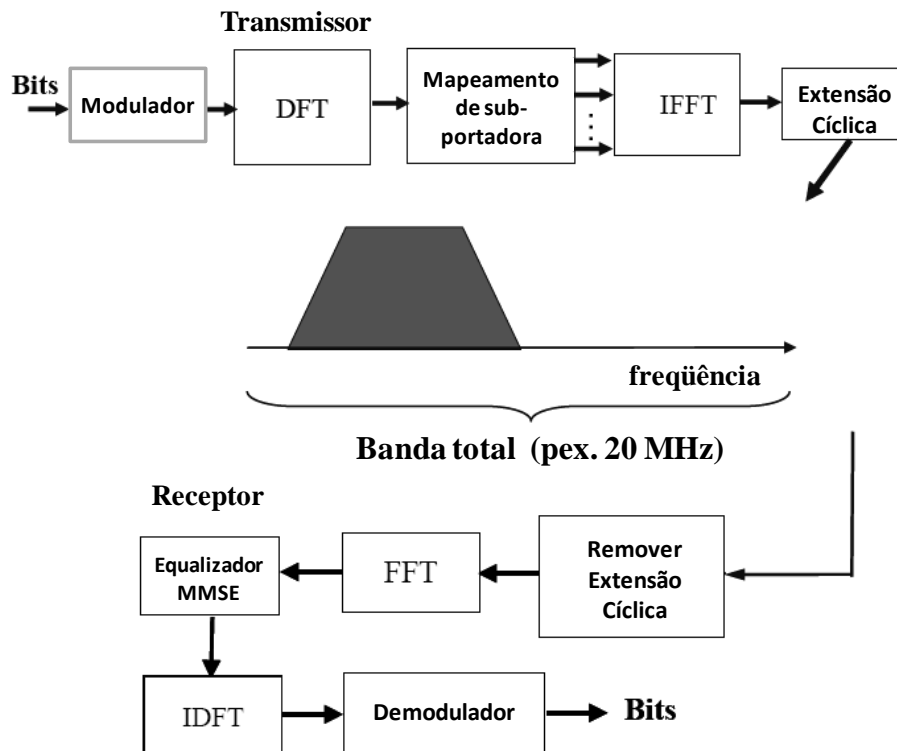 Transmissor
Bits
Modulador
DFT
Mapeamento
de sub-
portadora
IFFT
Extensão
Cíclica
freqüência
Banda total (pex. 20 MHz)
Receptor
Equalizador
MMSE
FFT
Remover
Extensão
Cíclica
IDFT
Demodulador
Bits